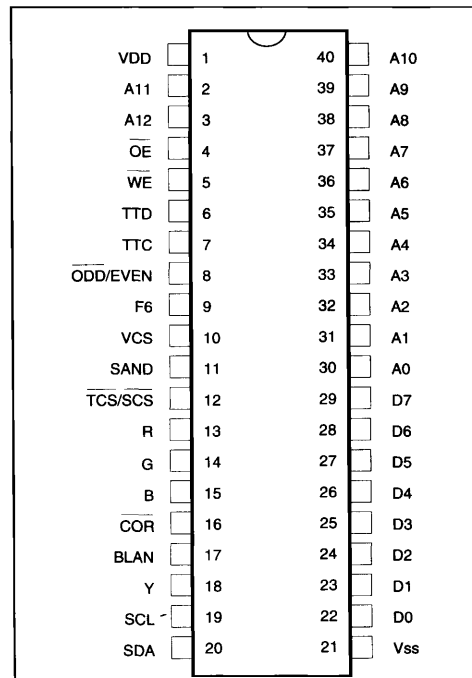 VDD 1 40 A10
A11 2 39 A9
A12 3 38 A8
OE 4 37 A7
WE 5 36 A6
TTD 6 35 A5
TTC 7 34 A4
ODD/EVEN 8 33 A3
F6 9 32 A2
VCS 10 31 A1
SAND 11 30 A0
TCS/SCS 12 29 D7
R 13 28 D6
G 14 27 D5
B 15 26 D4
COR 16 25 D3
BLAN 17 24 D2
Y 18 23 D1
SCL 19 22 D0
SDA 20 21 Vss